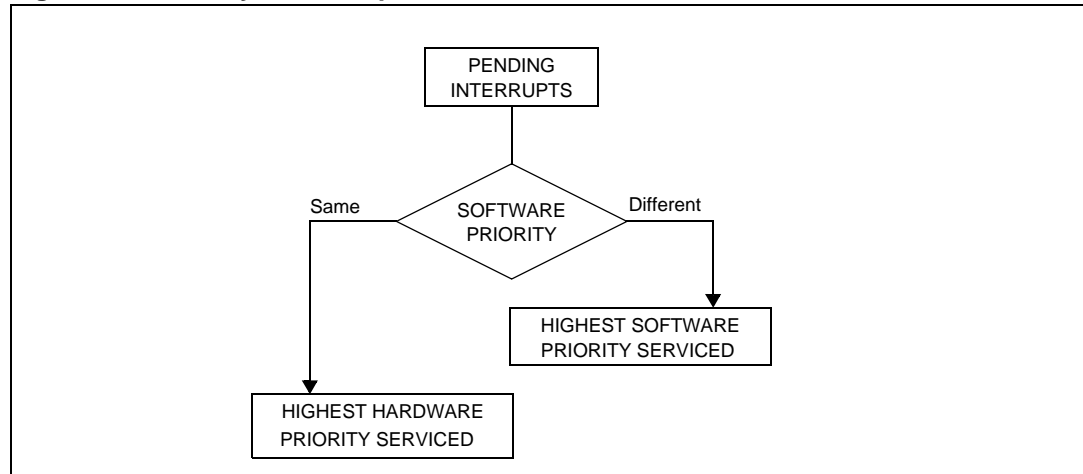 PENDING
INTERRUPTS
Same
SOFTWARE
PRIORITY
Different
HIGHEST SOFTWARE
PRIORITY SERVICED
HIGHEST HARDWARE
PRIORITY SERVICED